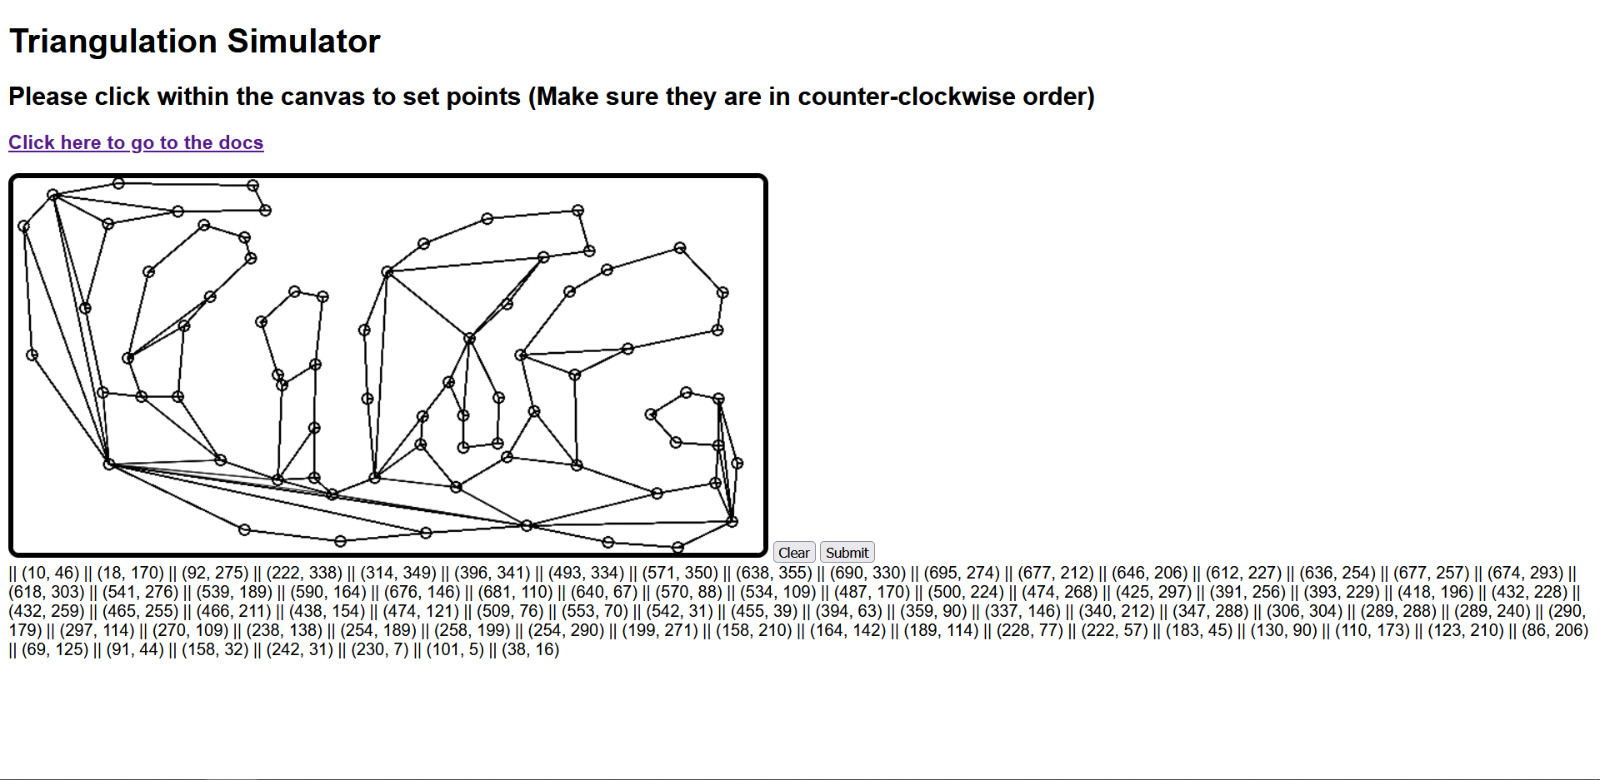 Triangulation Simulator
Please click within the canvas to set points (Make sure they are in counter-clockwise order)
Click here to go to the docs
Clear Submit
|| (10, 46) || (18, 170) || (92, 275) || (222, 338) || (314, 349) || (396, 341) || (493, 334) || (571, 350) || (638, 355) || (690, 330) || (695, 274) || (677, 212) || (646, 206) || (612, 227) || (636, 254) || (677, 257) || (674, 293) ||
(618, 303) || (541, 276) || (539, 189) || (590, 164) || (676, 146) || (681, 110) || (640, 67) || (570, 88) || (534, 109) || (487, 170) || (500, 224) || (474, 268) || (425, 297) || (391, 256) || (393, 229) || (418, 196) || (432, 228) ||
(432, 259) || (465, 255) || (466, 211) || (438, 154) || (474, 121) || (509, 76) || (553, 70) || (542, 31) || (455, 39) || (394, 63) || (359, 90) || (337, 146) || (340, 212) || (347, 288) || (306, 304) || (289, 288) || (289, 240) || (290,
179) || (297, 114) || (270, 109) || (238, 138) || (254, 189) || (258, 199) || (254, 290) || (199, 271) || (158, 210) || (164, 142) || (189, 114) || (228, 77) || (222, 57) || (183, 45) || (130, 90) || (110, 173) || (123, 210) || (86, 206)
|| (69, 125) || (91, 44) || (158, 32) || (242, 31) || (230, 7) || (101, 5) || (38, 16)